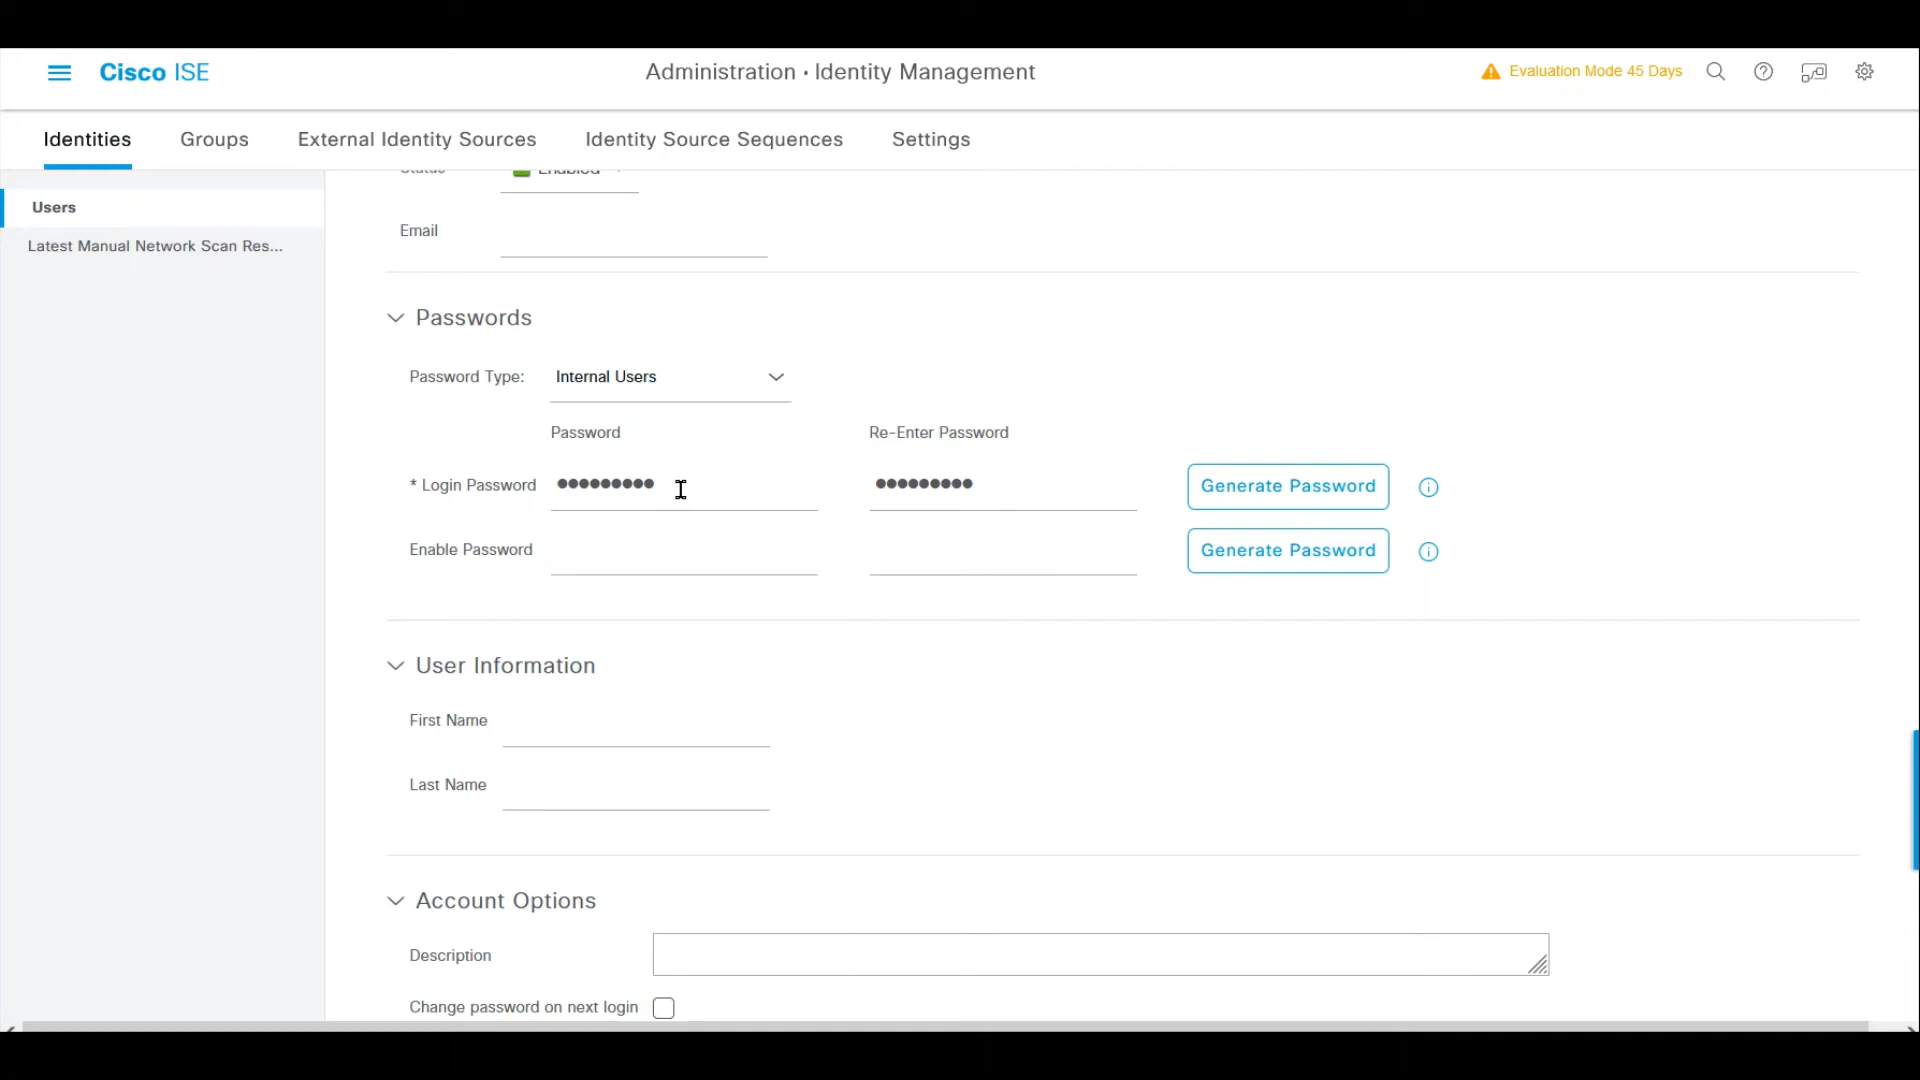 Cisco ISE
Administration · Identity Management
Evaluation Mode 45 Days
Identities
Groups
External Identity Sources
Identity Source Sequences
Settings
Users
Latest Manual Network Scan Res...
Status
Enabled
Email
Passwords
Password Type:
Internal Users
Password
Re-Enter Password
* Login Password
●●●●●●●●●
●●●●●●●●●
Generate Password
Enable Password
Generate Password
User Information
First Name
Last Name
Account Options
Description
Change password on next login